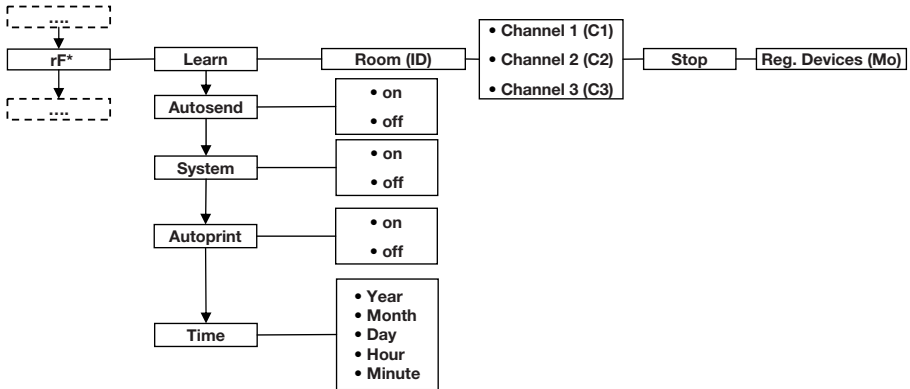 ....
rF*
....
Learn
Room (ID)
• Channel 1 (C1)
• Channel 2 (C2)
• Channel 3 (C3)
Stop
Reg. Devices (Mo)
Autosend
• on
• off
System
• on
• off
Autoprint
• on
• off
Time
• Year
• Month
• Day
• Hour
• Minute